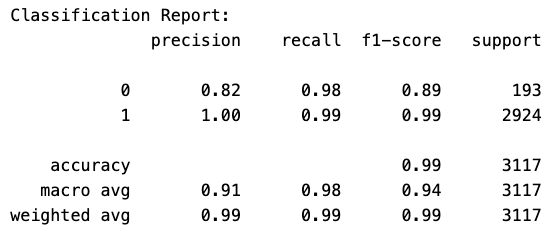 Classification Report:
precision recall f1-score support
0 0.82 0.98 0.89 193
1 1.00 0.99 0.99 2924
accuracy 0.99 3117
macro avg 0.91 0.98 0.94 3117
weighted avg 0.99 0.99 0.99 3117